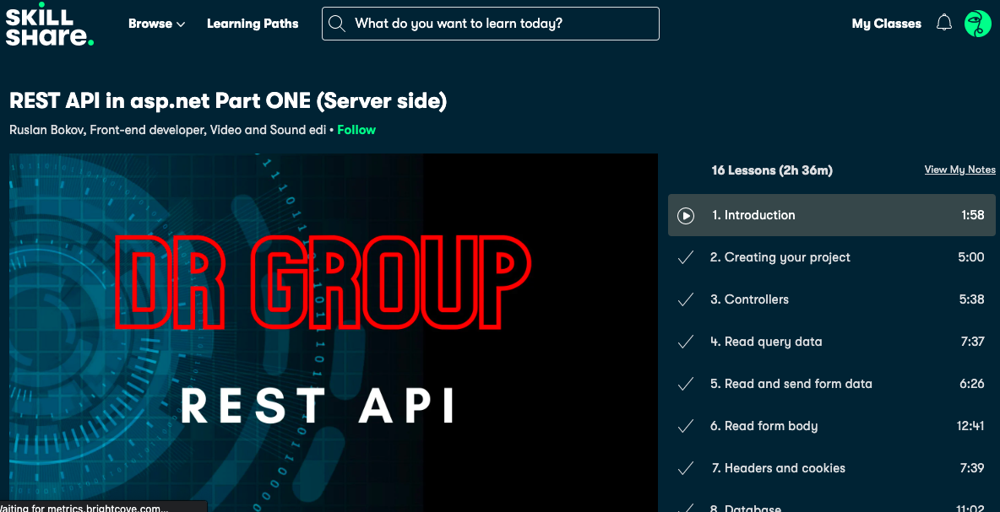 SKILL
SHARE.
Browse
Learning Paths
What do you want to learn today?
My Classes
REST API in asp.net Part ONE (Server side)
Ruslan Bokov, Front-end developer, Video and Sound edi • Follow
DR GROUP
REST API
16 Lessons (2h 36m)
View My Notes
1. Introduction 1:58
2. Creating your project 5:00
3. Controllers 5:38
4. Read query data 7:37
5. Read and send form data 6:26
6. Read form body 12:41
7. Headers and cookies 7:39
8. Database 11:02
Waiting for metrics.brightcove.com...